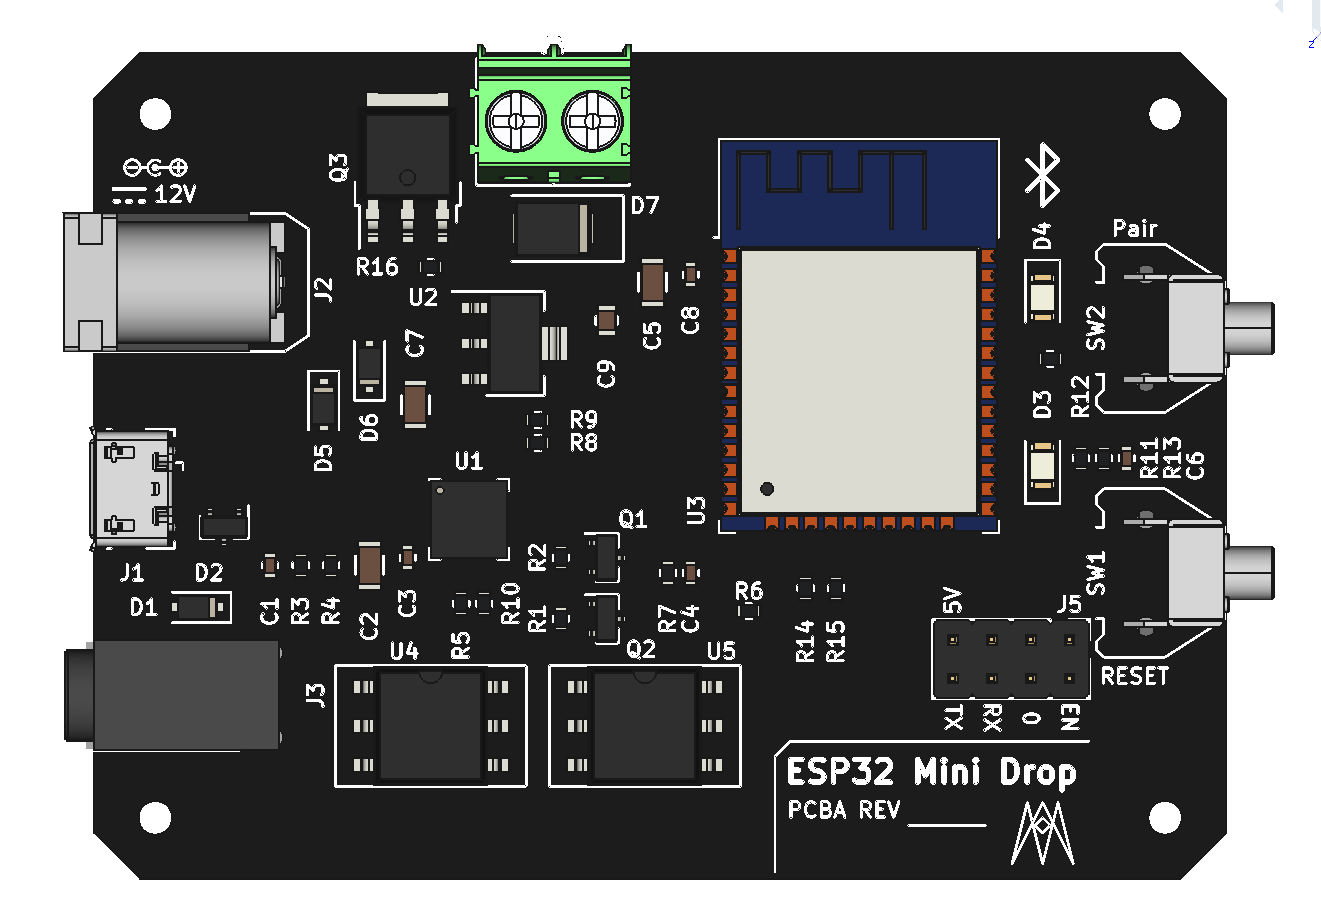 Z
Q3
12V
D7
R16
J2
U2
C7
C5
C8
C9
D4
Pair
SW2
D6
D5
R9
R8
D3
R12
U1
R11
R13
C6
U3
Q1
R2
J1
D2
D1
C1
R3
R4
C2
C3
R10
R1
R5
R7
C4
R6
SW1
5V
J5
U4
Q2
U5
R14
R15
RESET
J3
TX
RX
0
EN
ESP32 Mini Drop
PCBA REV